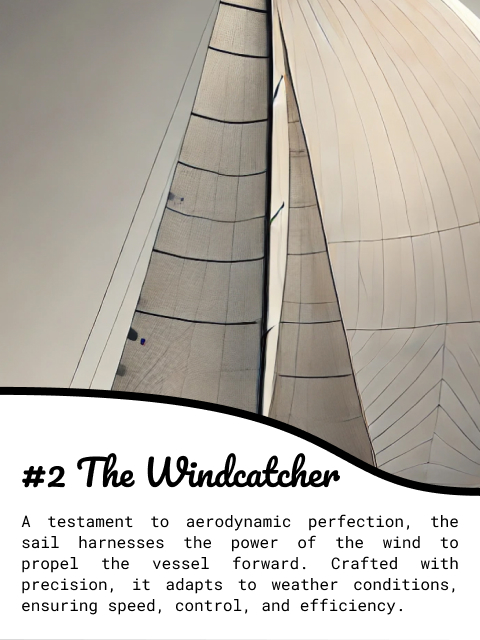 #2 The Windcatcher
A testament to aerodynamic perfection, the
sail harnesses the power of the wind to
propel the vessel forward. Crafted with
precision, it adapts to weather conditions,
ensuring speed, control, and efficiency.